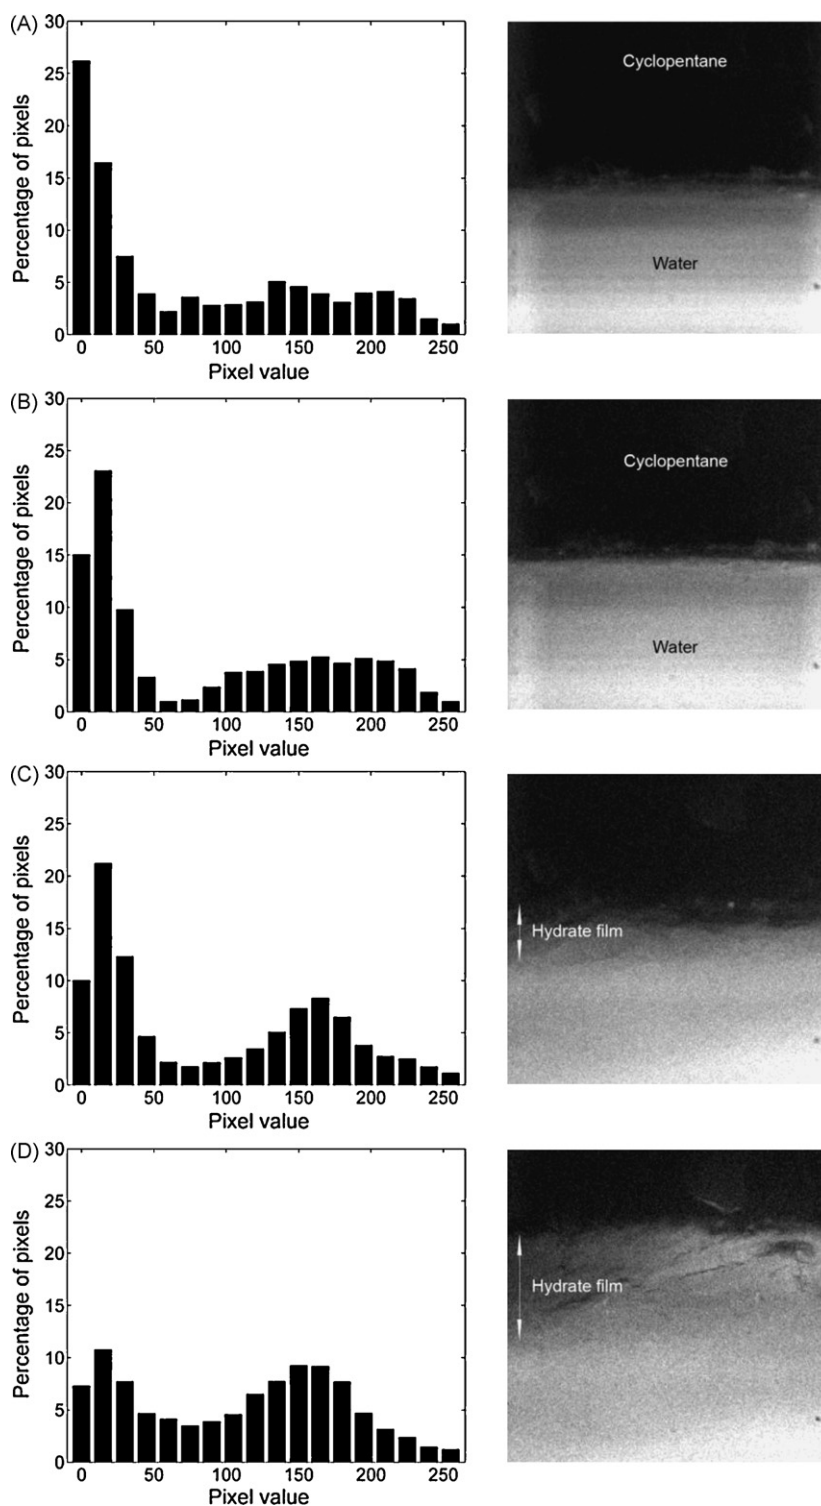 (A)
30
25
20
15
10
5
0
Percentage of pixels
0 50 100 150 200 250
Pixel value
Cyclopentane
Water
(B)
30
25
20
15
10
5
0
Percentage of pixels
0 50 100 150 200 250
Pixel value
Cyclopentane
Water
(C)
30
25
20
15
10
5
0
Percentage of pixels
0 50 100 150 200 250
Pixel value
Hydrate film
(D)
30
25
20
15
10
5
0
Percentage of pixels
0 50 100 150 200 250
Pixel value
Hydrate film